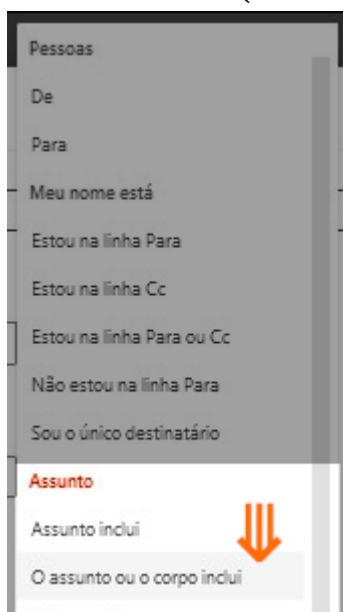 Pessoas
De
Para
Meu nome está
Estou na linha Para
Estou na linha Cc
Estou na linha Para ou Cc
Não estou na linha Para
Sou o único destinatário
Assunto
Assunto inclui
O assunto ou o corpo inclui